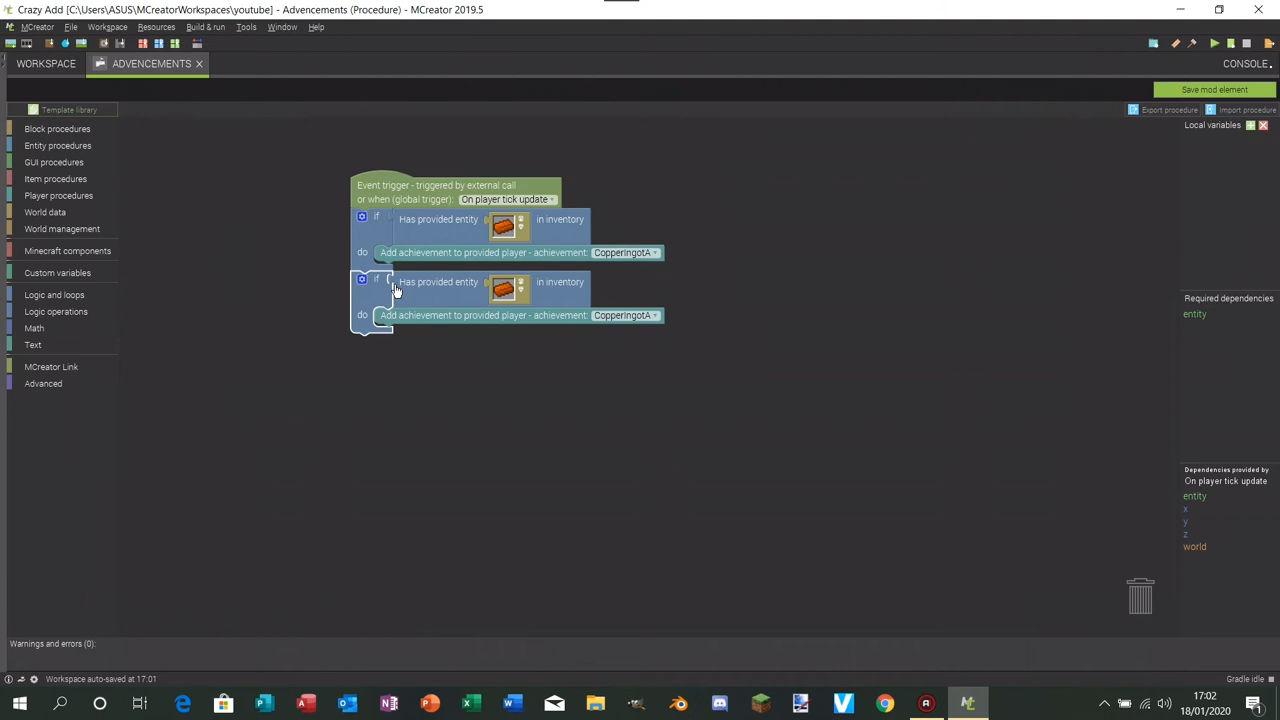 Crazy Add [C:\Users\ASUS\MCreatorWorkspaces\youtube] - Advencements (Procedure) - MCreator 2019.5
MCreator File Workspace Resources Build & run Tools Window Help
WORKSPACE ADVENCEMENTS CONSOLE
Save mod element
Template library Export procedure Import procedure
Block procedures
Entity procedures
GUI procedures
Item procedures
Player procedures
World data
World management
Minecraft components
Custom variables
Logic and loops
Logic operations
Math
Text
MCreator Link
Advanced
Event trigger - triggered by external call
or when (global trigger): On player tick update
if Has provided entity in inventory
do Add achievement to provided player - achievement: CopperIngotA
if Has provided entity in inventory
do Add achievement to provided player - achievement: CopperIngotA
Local variables
Required dependencies
entity
Dependencies provided by
On player tick update
entity
x
y
z
world
Warnings and errors (0):
Workspace auto-saved at 17:01 Gradle idle
17:02
18/01/2020